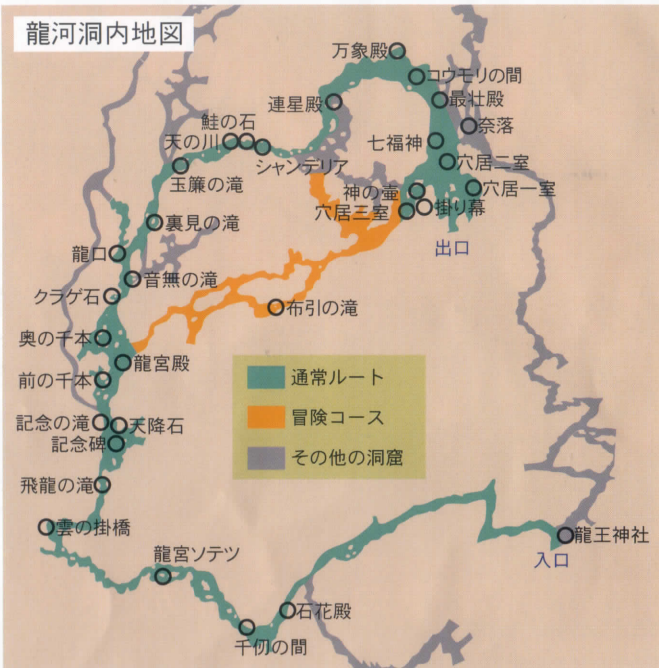 龍河洞内地図
万象殿
コウモリの間
連星殿
最壮殿
鮭の石
奈落
天の川
七福神
シャンデリア
穴居二室
玉簾の滝
神の壷
穴居一室
穴居三室
掛り幕
裏見の滝
出口
龍口
音無の滝
クラゲ石
布引の滝
奥の千本
龍宮殿
前の千本
通常ルート
冒険コース
その他の洞窟
記念の滝
天降石
記念碑
飛龍の滝
雲の掛橋
龍王神社
入口
龍宮ソテツ
石花殿
千仞の間